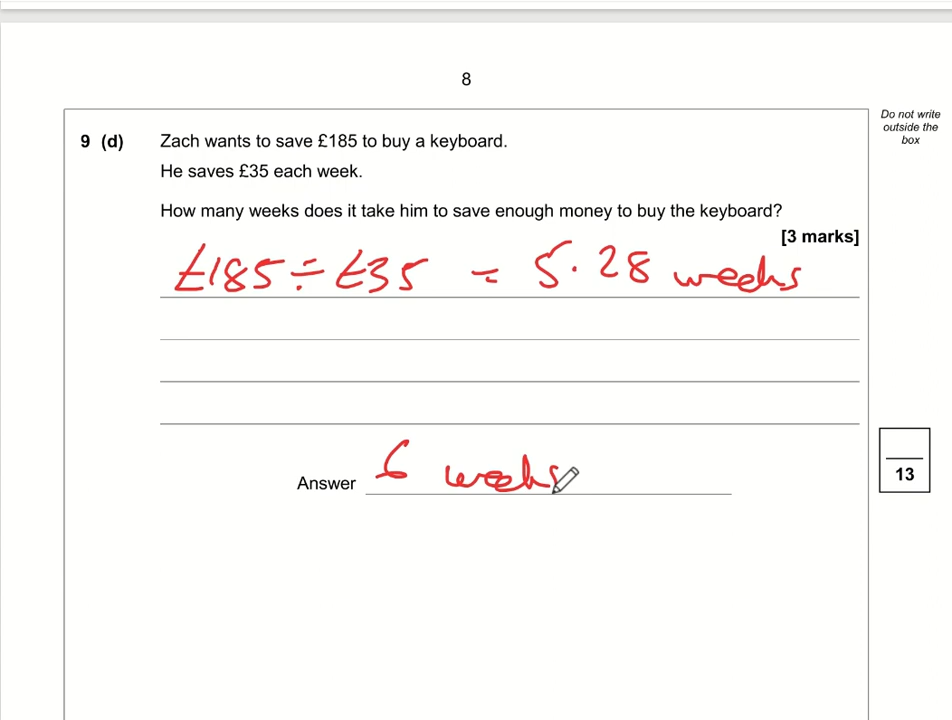 8
Do not write
outside the
box
9 (d) Zach wants to save £185 to buy a keyboard.
He saves £35 each week.
How many weeks does it take him to save enough money to buy the keyboard?
[3 marks]
£185 ÷ £35 = 5.28 weeks
Answer 6 weeks
13